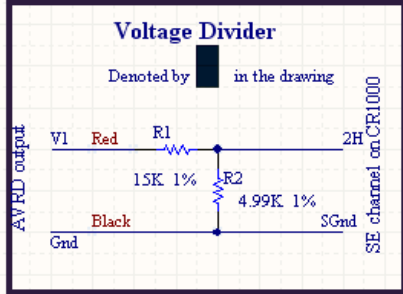 Voltage Divider
Denoted by in the drawing
V1 Red R1 2H
15K 1% R2
4.99K 1%
Black SGnd
Gnd
AVRD output
SE channel on CR1000